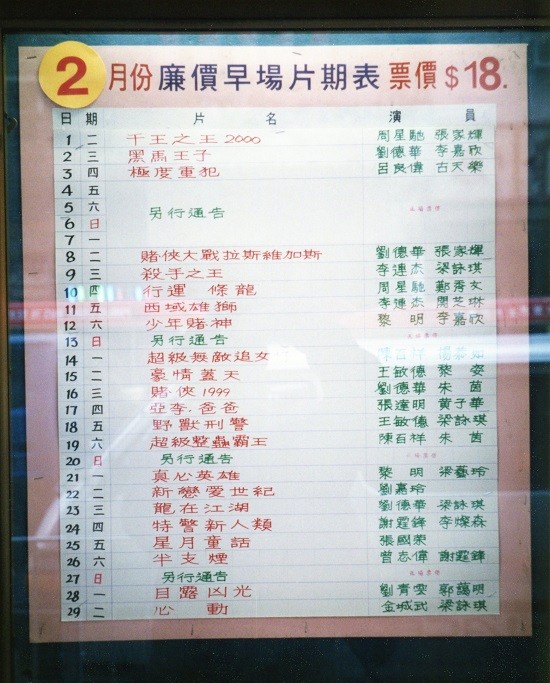 2月份廉價早場片期表 票價$18.
日 期 片 名 演 員
1 二 千王之王2000 周星馳 張家輝
2 三 黑馬王子 劉德華 李嘉欣
3 四 極度重犯 呂良偉 古天樂
4 五
5 六 另行通告
6 日
7 一
8 二 賭俠大戰拉斯維加斯 劉德華 張家輝
9 三 殺手之王 李連杰 梁詠琪
10 四 行運一條龍 周星馳 鄭秀文
11 五 西域雄獅 李連杰 關芝琳
12 六 少年賭神 黎明 李嘉欣
13 日 另行通告
14 一 超級無敵追女仔 陳百祥
15 二 豪情蓋天 王敏德 黎姿
16 三 賭俠1999 劉德華 朱茵
17 四 亞李.爸爸 張達明 黄子華
18 五 野獸刑警 王敏德 梁詠琪
19 六 超級整蠱霸王 陳百祥 朱茵
20 日 另行通告
21 一 真心英雄 黎明 梁藝玲
22 二 新戀愛世紀 劉嘉玲
23 三 龍在江湖 劉德華 梁詠琪
24 四 特警新人類 謝霆鋒 李燦森
25 五 星月童話 張國榮
26 六 半支煙 曾志偉 謝霆鋒
27 日 另行通告
28 一 目露凶光 劉青雲 郭藹明
29 二 心動 金城武 梁詠琪